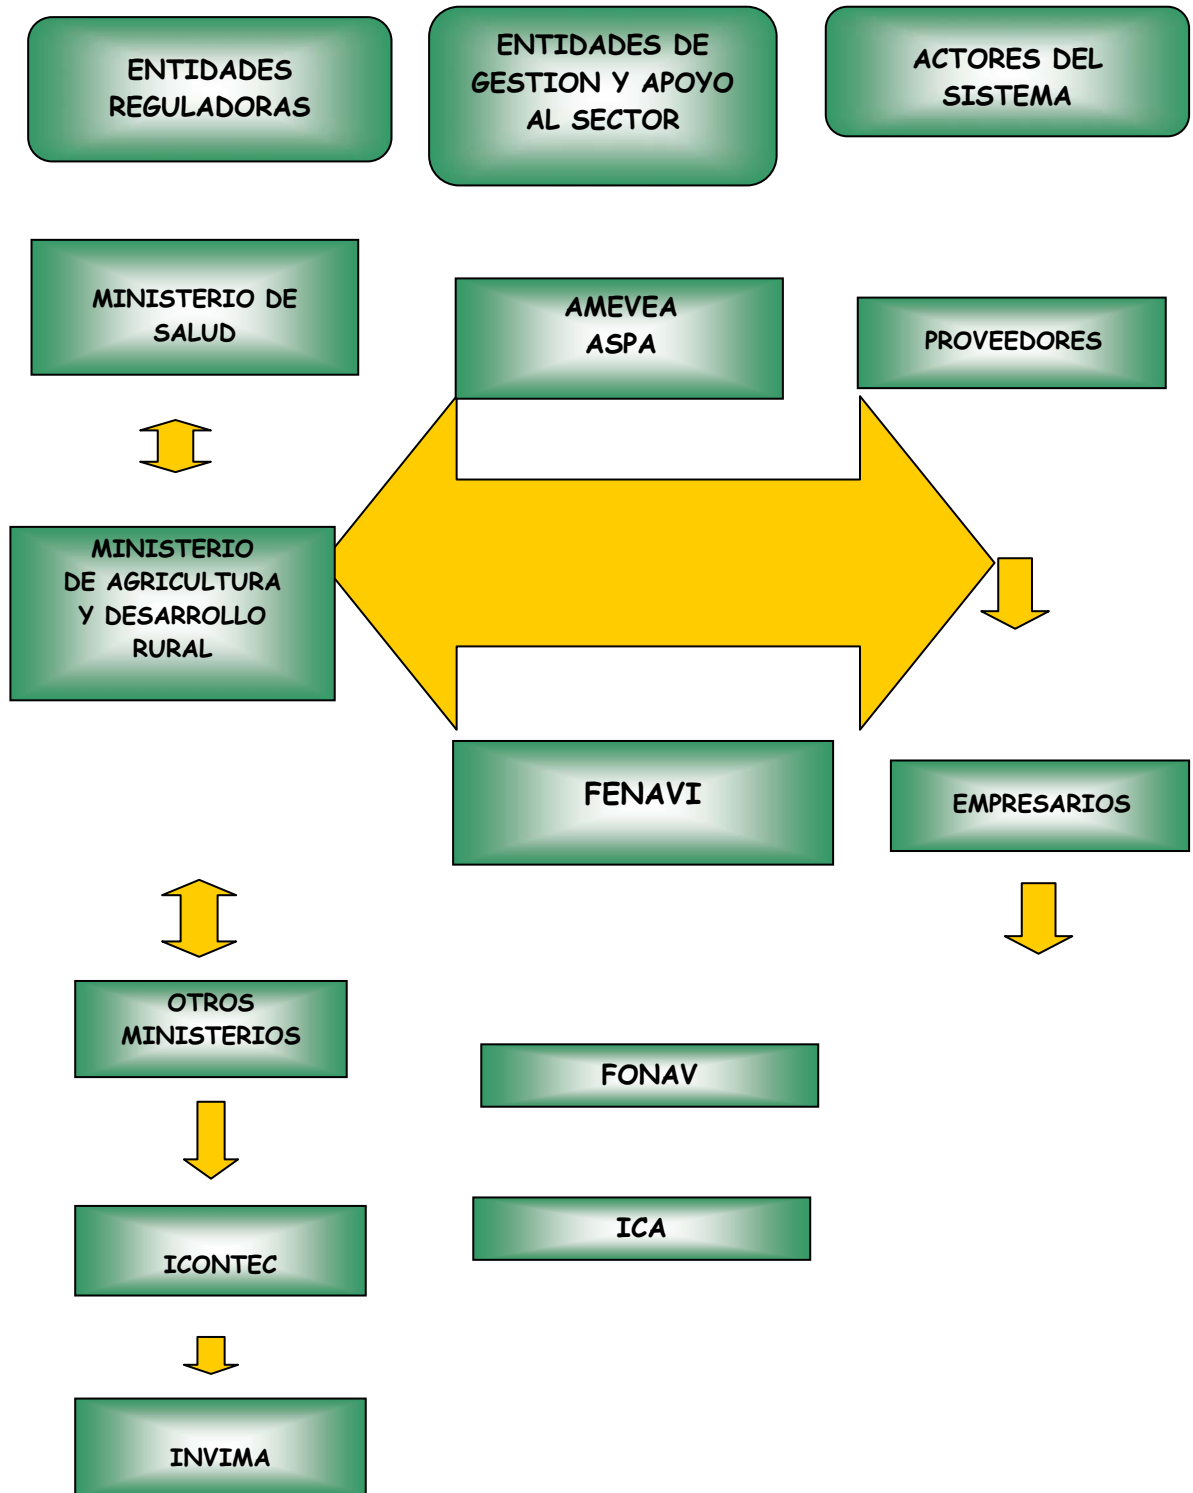 ENTIDADES
REGULADORAS
ENTIDADES DE
GESTION Y APOYO
AL SECTOR
ACTORES DEL
SISTEMA
MINISTERIO DE
SALUD
AMEVEA
ASPA
PROVEEDORES
MINISTERIO
DE AGRICULTURA
Y DESARROLLO
RURAL
FENAVI
EMPRESARIOS
OTROS
MINISTERIOS
FONAV
ICONTEC
ICA
INVIMA